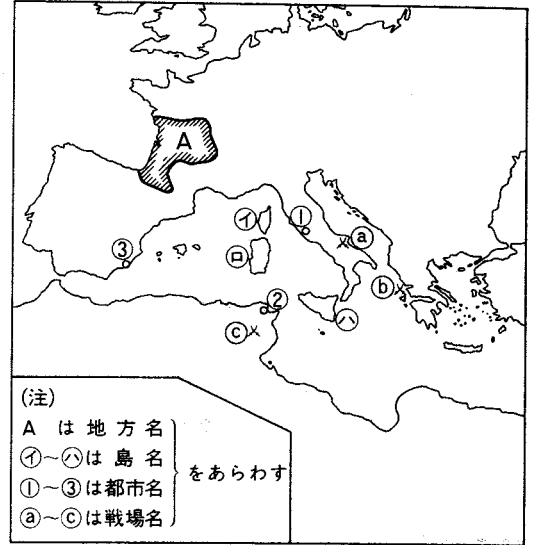 A
①
②
③
イ
ロ
ハ
ⓐ
ⓑ
ⓒ
(注)
A は 地 方 名
㋑～㋩は 島 名
①～③は都市名
ⓐ～ⓒは戦場名
をあらわす